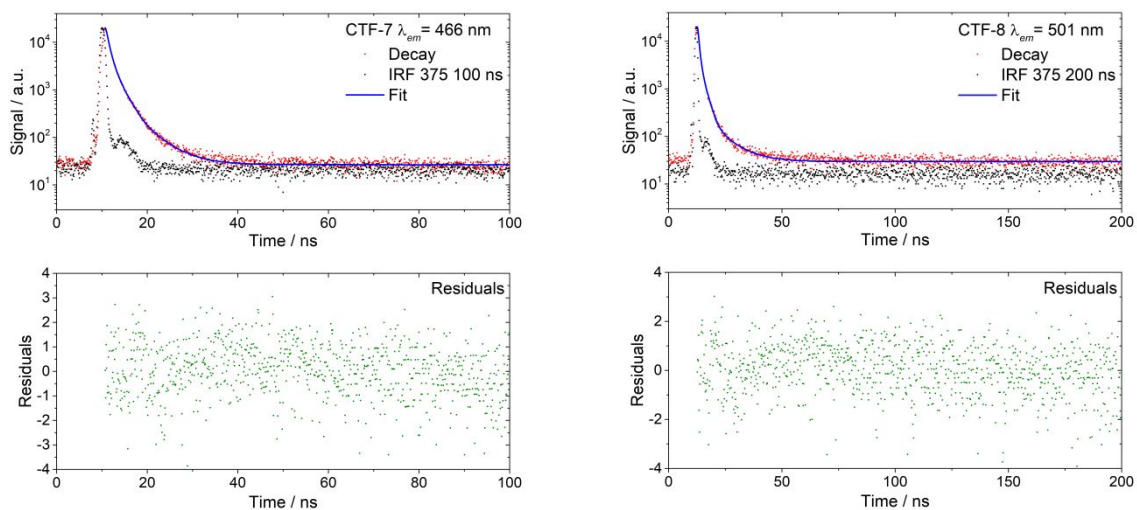 CTF-7 λem= 466 nm
Decay
IRF 375 100 ns
Fit
Signal / a.u.
10^4
10^3
10^2
10^1
0 20 40 60 80 100
Time / ns
Residuals
Residuals
4
3
2
1
0
-1
-2
-3
-4
0 20 40 60 80 100
Time / ns
CTF-8 λem= 501 nm
Decay
IRF 375 200 ns
Fit
Signal / a.u.
10^4
10^3
10^2
10^1
0 50 100 150 200
Time / ns
Residuals
Residuals
4
2
0
-2
-4
0 50 100 150 200
Time / ns